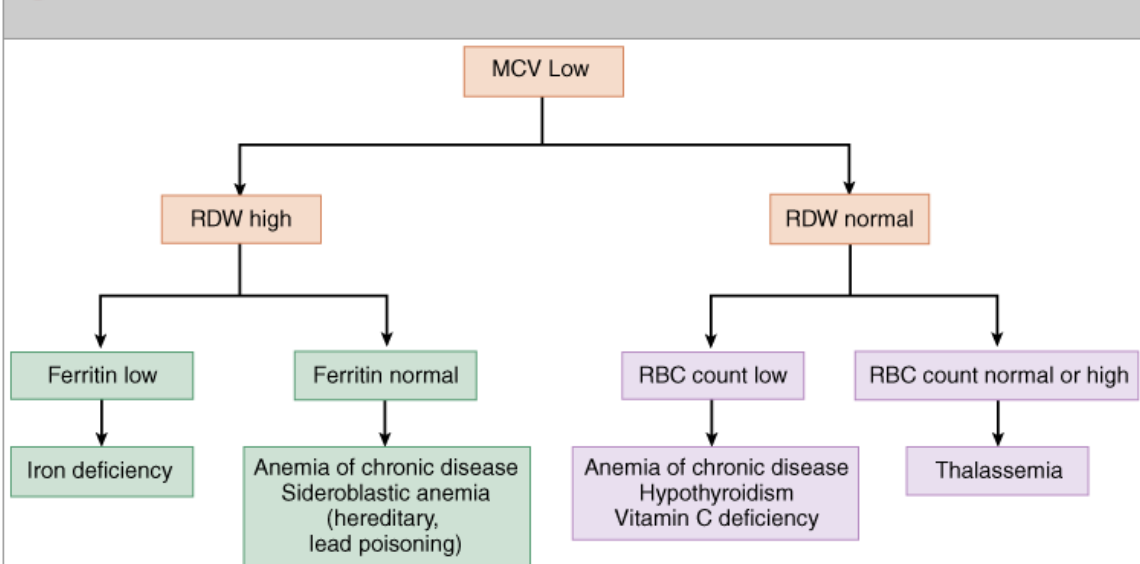 MCV Low
RDW high
RDW normal
Ferritin low
Ferritin normal
RBC count low
RBC count normal or high
Iron deficiency
Anemia of chronic disease
Sideroblastic anemia
(hereditary,
lead poisoning)
Anemia of chronic disease
Hypothyroidism
Vitamin C deficiency
Thalassemia